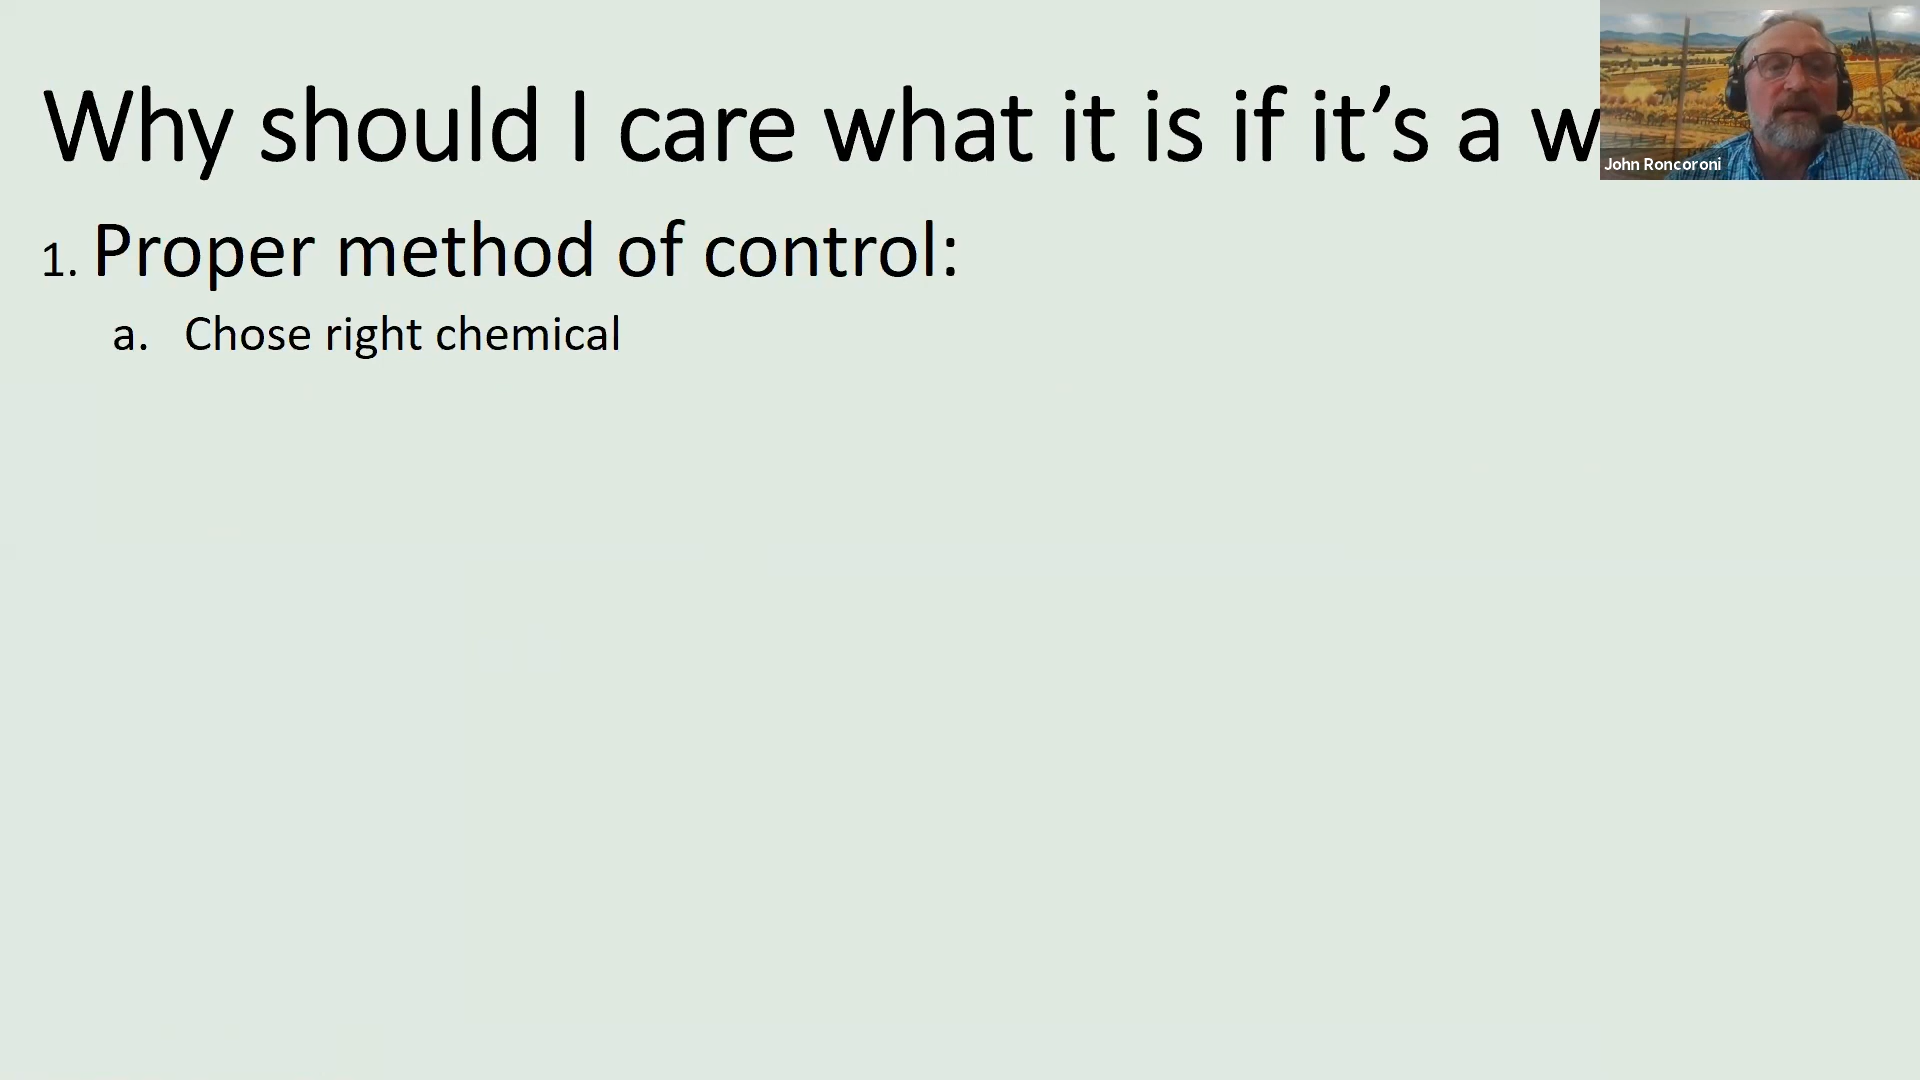 Why should I care what it is if it’s a w
John Roncoroni
1. Proper method of control:
a. Chose right chemical